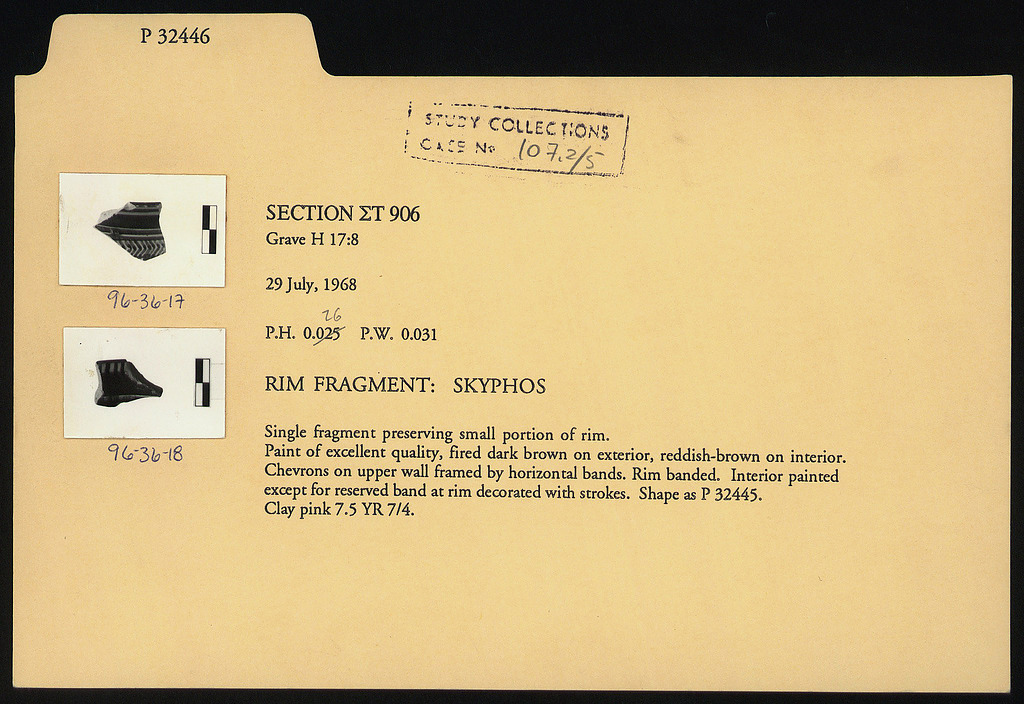 P 32446
STUDY COLLECTIONS
CASE No 107.2/5
SECTION ΣΤ 906
Grave H 17:8
29 July, 1968
26
P.H. 0.025 P.W. 0.031
RIM FRAGMENT: SKYPHOS
Single fragment preserving small portion of rim.
Paint of excellent quality, fired dark brown on exterior, reddish-brown on interior.
Chevrons on upper wall framed by horizontal bands. Rim banded. Interior painted
except for reserved band at rim decorated with strokes. Shape as P 32445.
Clay pink 7.5 YR 7/4.
96-36-17
96-36-18